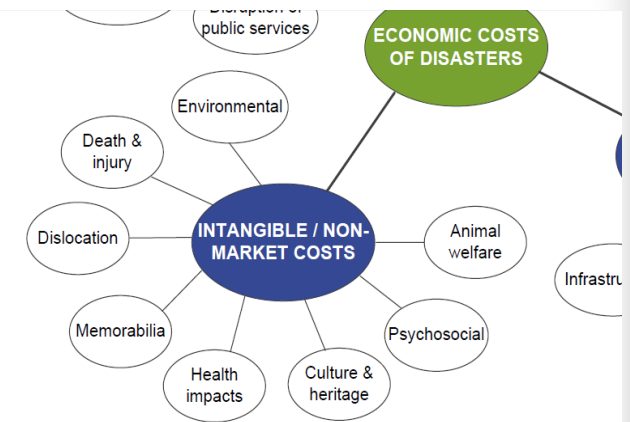 public services
ECONOMIC COSTS
OF DISASTERS
Environmental
Death &
injury
Dislocation
INTANGIBLE / NON-
MARKET COSTS
Animal
welfare
Infrastru
Memorabilia
Psychosocial
Health
impacts
Culture &
heritage